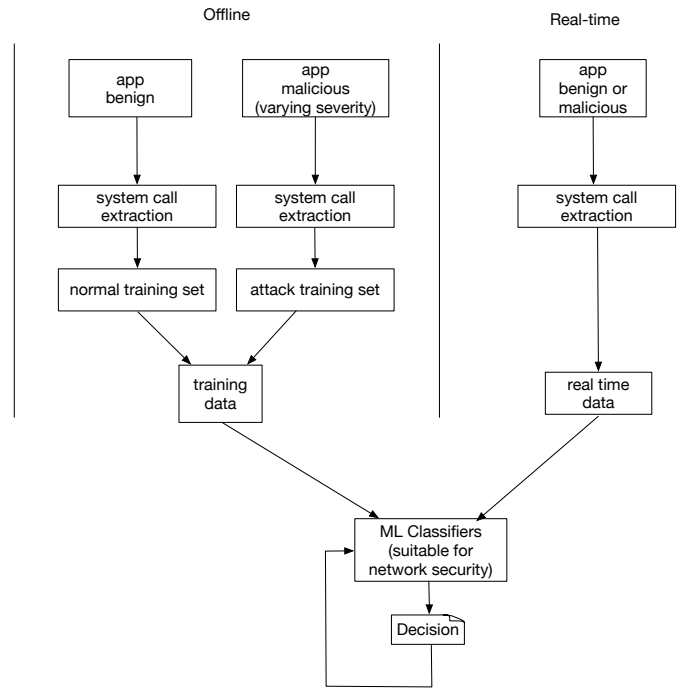 Offline
Real-time
app
benign
app
malicious
(varying severity)
app
benign or
malicious
system call
extraction
system call
extraction
system call
extraction
normal training set
attack training set
training
data
real time
data
ML Classifiers
(suitable for
network security)
Decision